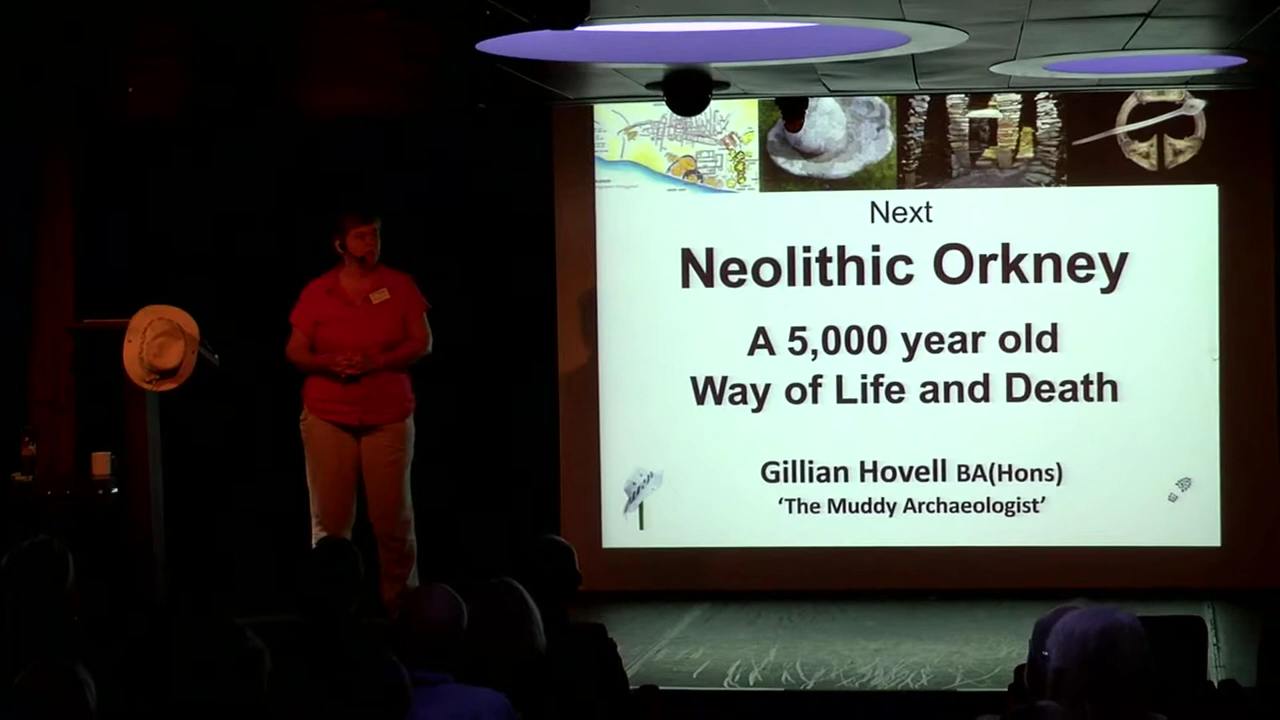 Next
Neolithic Orkney
A 5,000 year old
Way of Life and Death
Gillian Hovell BA(Hons)
‘The Muddy Archaeologist’